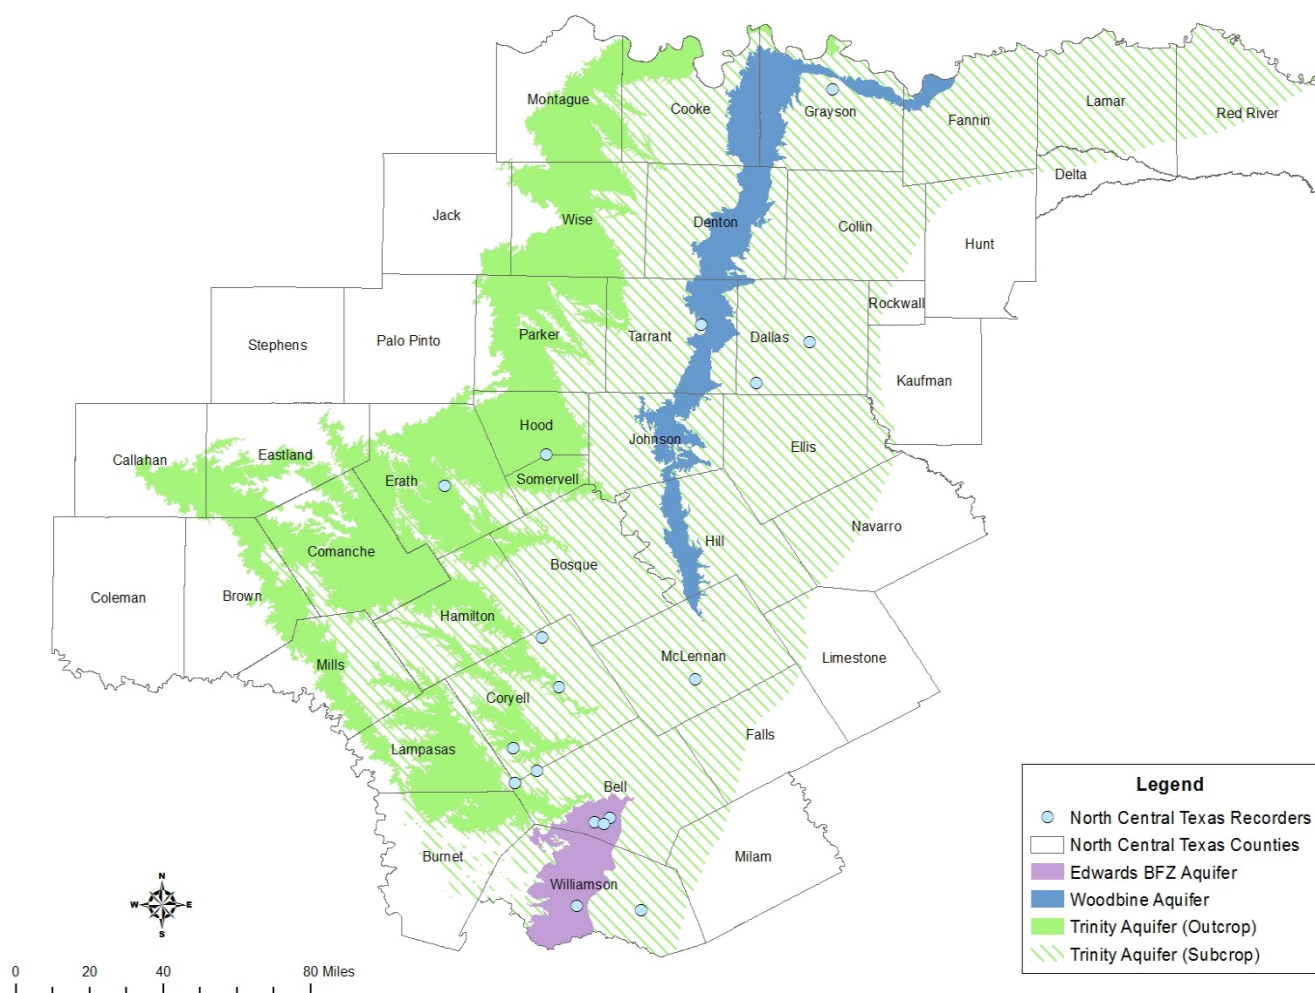 Montague
Cooke
Grayson
Fannin
Lamar
Red River
Delta
Jack
Wise
Denton
Collin
Hunt
Rockwall
Stephens
Palo Pinto
Parker
Tarrant
Dallas
Kaufman
Hood
Johnson
Ellis
Callahan
Eastland
Erath
Somervell
Navarro
Hill
Comanche
Bosque
Coleman
Brown
Hamilton
Mills
McLennan
Limestone
Coryell
Lampasas
Falls
Bell
Burnet
Milam
Williamson
Legend
North Central Texas Recorders
North Central Texas Counties
Edwards BFZ Aquifer
Woodbine Aquifer
Trinity Aquifer (Outcrop)
Trinity Aquifer (Subcrop)
N
W E
S
0 20 40 80 Miles